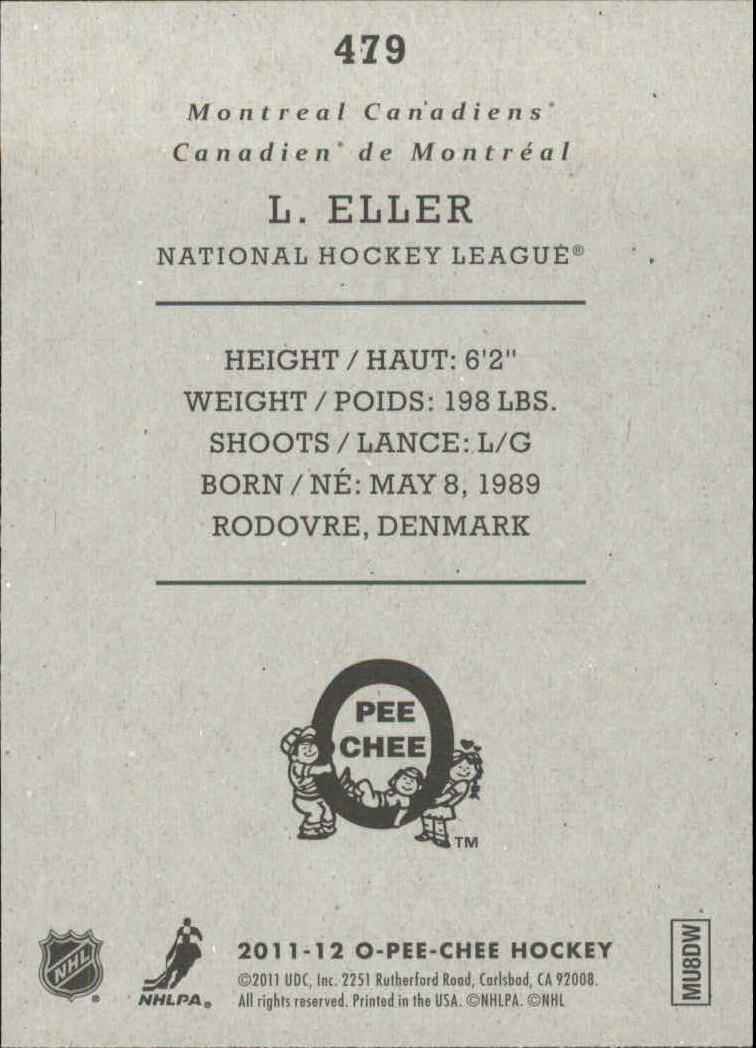 479
Montreal Canadiens
Canadien de Montréal
L. ELLER
NATIONAL HOCKEY LEAGUE®
HEIGHT / HAUT: 6'2"
WEIGHT / POIDS: 198 LBS.
SHOOTS / LANCE: L/G
BORN / NÉ: MAY 8, 1989
RODOVRE, DENMARK
O
PEE
CHEE
TM
NHL ®
NHLPA®
2011-12 O-PEE-CHEE HOCKEY
©2011 UDC, Inc. 2251 Rutherford Road, Carlsbad, CA 92008.
All rights reserved. Printed in the USA. ©NHLPA. ©NHL
MU8DW